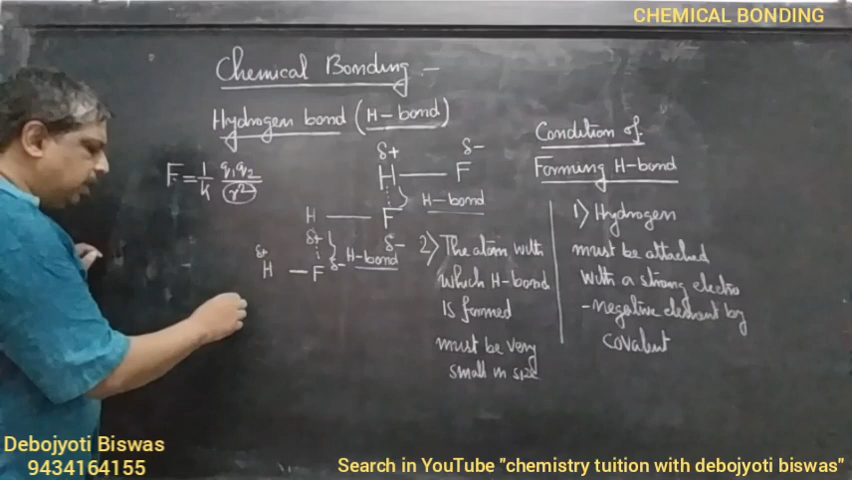 CHEMICAL BONDING
Chemical Bonding :-
Hydrogen bond (H-bond)
F = 1/k q₁q₂/r²
δ+ δ-
H — F
H-bond
H — F
δ+ δ-
H-bond
δ+
H — F δ-
Condition of
Forming H-bond
1) Hydrogen
must be attached
with a strong electro
-negative element by
covalent
2) The atom with
which H-bond
is formed
must be very
small in size
Debojyoti Biswas
9434164155
Search in YouTube "chemistry tuition with debojyoti biswas"